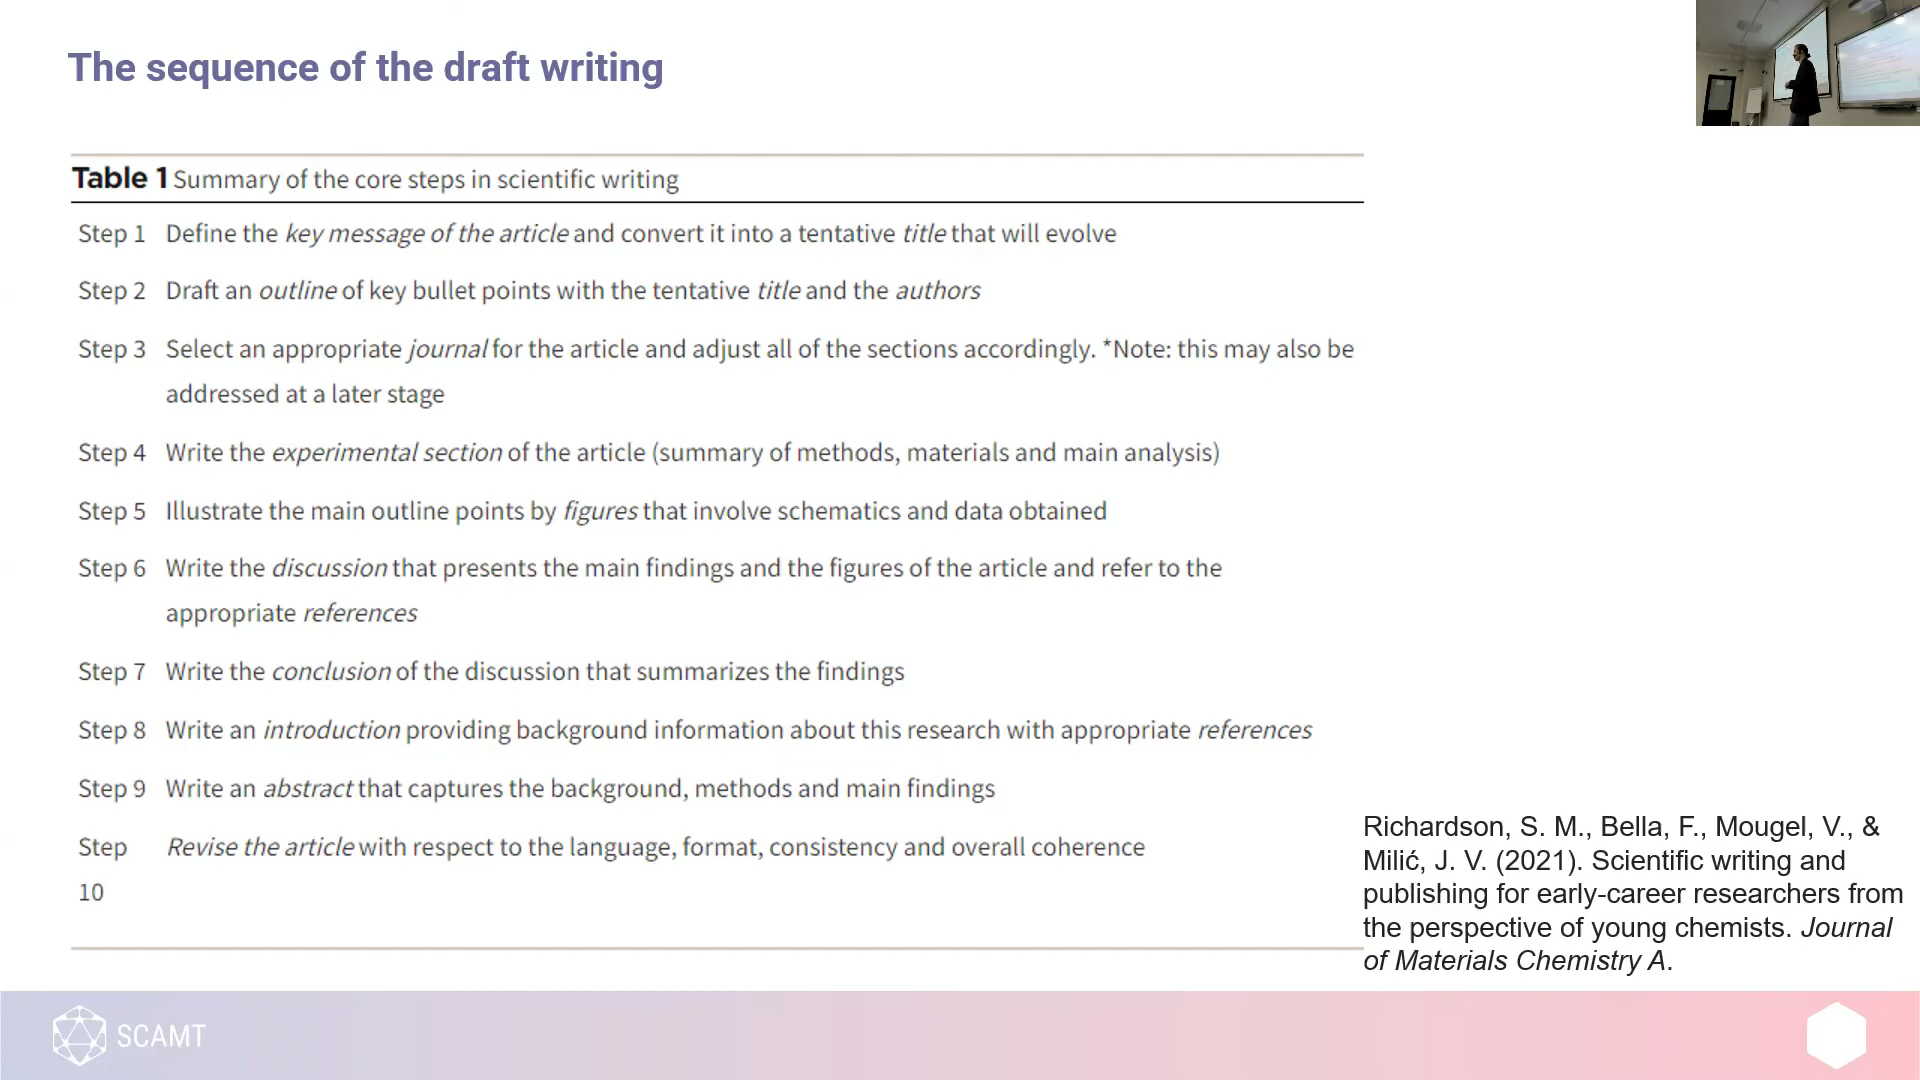 The sequence of the draft writing
Table 1 Summary of the core steps in scientific writing
Step 1 Define the key message of the article and convert it into a tentative title that will evolve
Step 2 Draft an outline of key bullet points with the tentative title and the authors
Step 3 Select an appropriate journal for the article and adjust all of the sections accordingly. *Note: this may also be
addressed at a later stage
Step 4 Write the experimental section of the article (summary of methods, materials and main analysis)
Step 5 Illustrate the main outline points by figures that involve schematics and data obtained
Step 6 Write the discussion that presents the main findings and the figures of the article and refer to the
appropriate references
Step 7 Write the conclusion of the discussion that summarizes the findings
Step 8 Write an introduction providing background information about this research with appropriate references
Step 9 Write an abstract that captures the background, methods and main findings
Step Revise the article with respect to the language, format, consistency and overall coherence
10
Richardson, S. M., Bella, F., Mougel, V., &
Milić, J. V. (2021). Scientific writing and
publishing for early-career researchers from
the perspective of young chemists. Journal
of Materials Chemistry A.
SCAMT